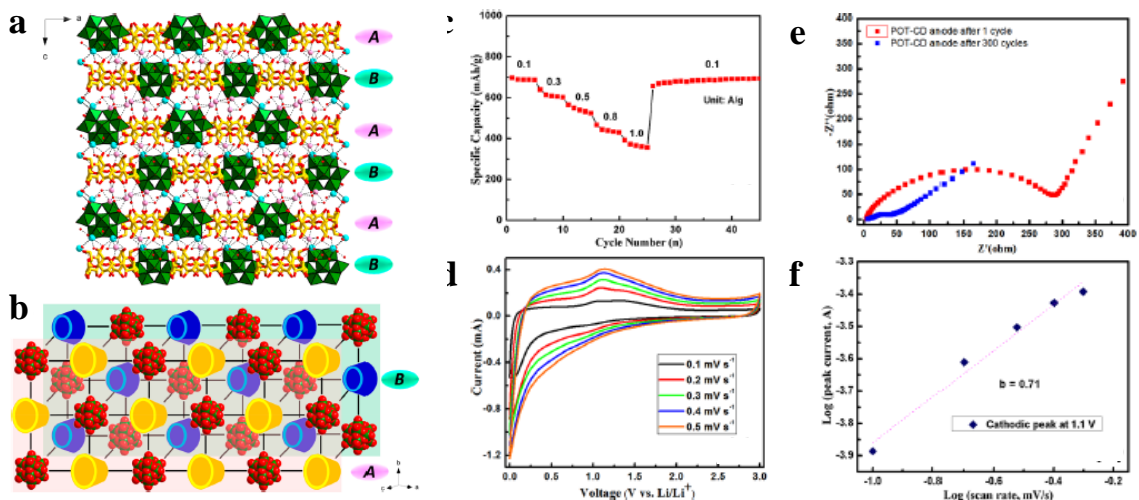 a
a
c
A
B
A
B
A
B
b
B
A
b
c
a
c
Specific Capacity (mAh/g)
1000
800
600
400
200
0
0.1
0.3
0.5
0.8
1.0
0.1
Unit: A/g
0
10
20
30
40
Cycle Number (n)
d
Current (mA)
0.4
0.0
-0.4
-0.8
-1.2
0.1 mV s⁻¹
0.2 mV s⁻¹
0.3 mV s⁻¹
0.4 mV s⁻¹
0.5 mV s⁻¹
0.0
0.6
1.2
1.8
2.4
3.0
Voltage (V vs. Li/Li⁺)
e
POT-CD anode after 1 cycle
POT-CD anode after 300 cycles
-Z''(ohm)
400
350
300
250
200
150
100
50
0
0
50
100
150
200
250
300
350
400
Z'(ohm)
f
Log (peak current, A)
-3.3
-3.4
-3.5
-3.6
-3.7
-3.8
-3.9
b = 0.71
Cathodic peak at 1.1 V
-1.0
-0.8
-0.6
-0.4
-0.2
Log (scan rate, mV/s)